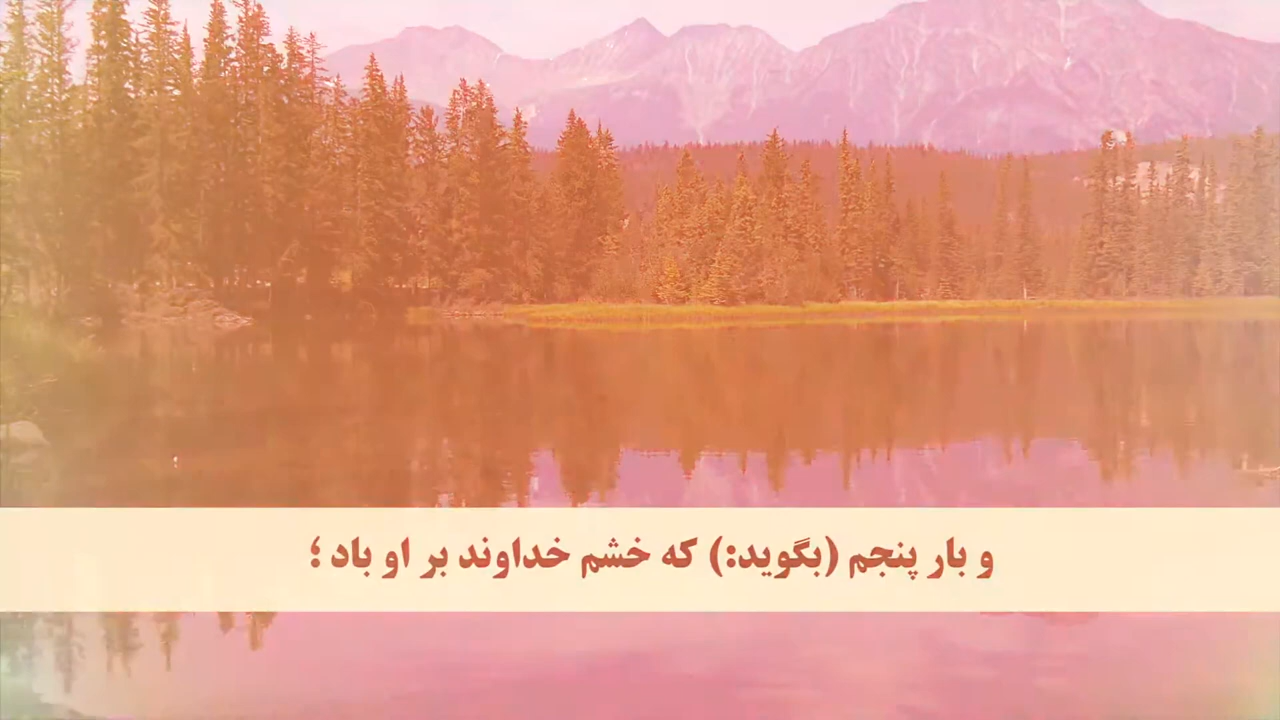 و بار پنجم (بگوید:) که خشم خداوند بر او باد ؛